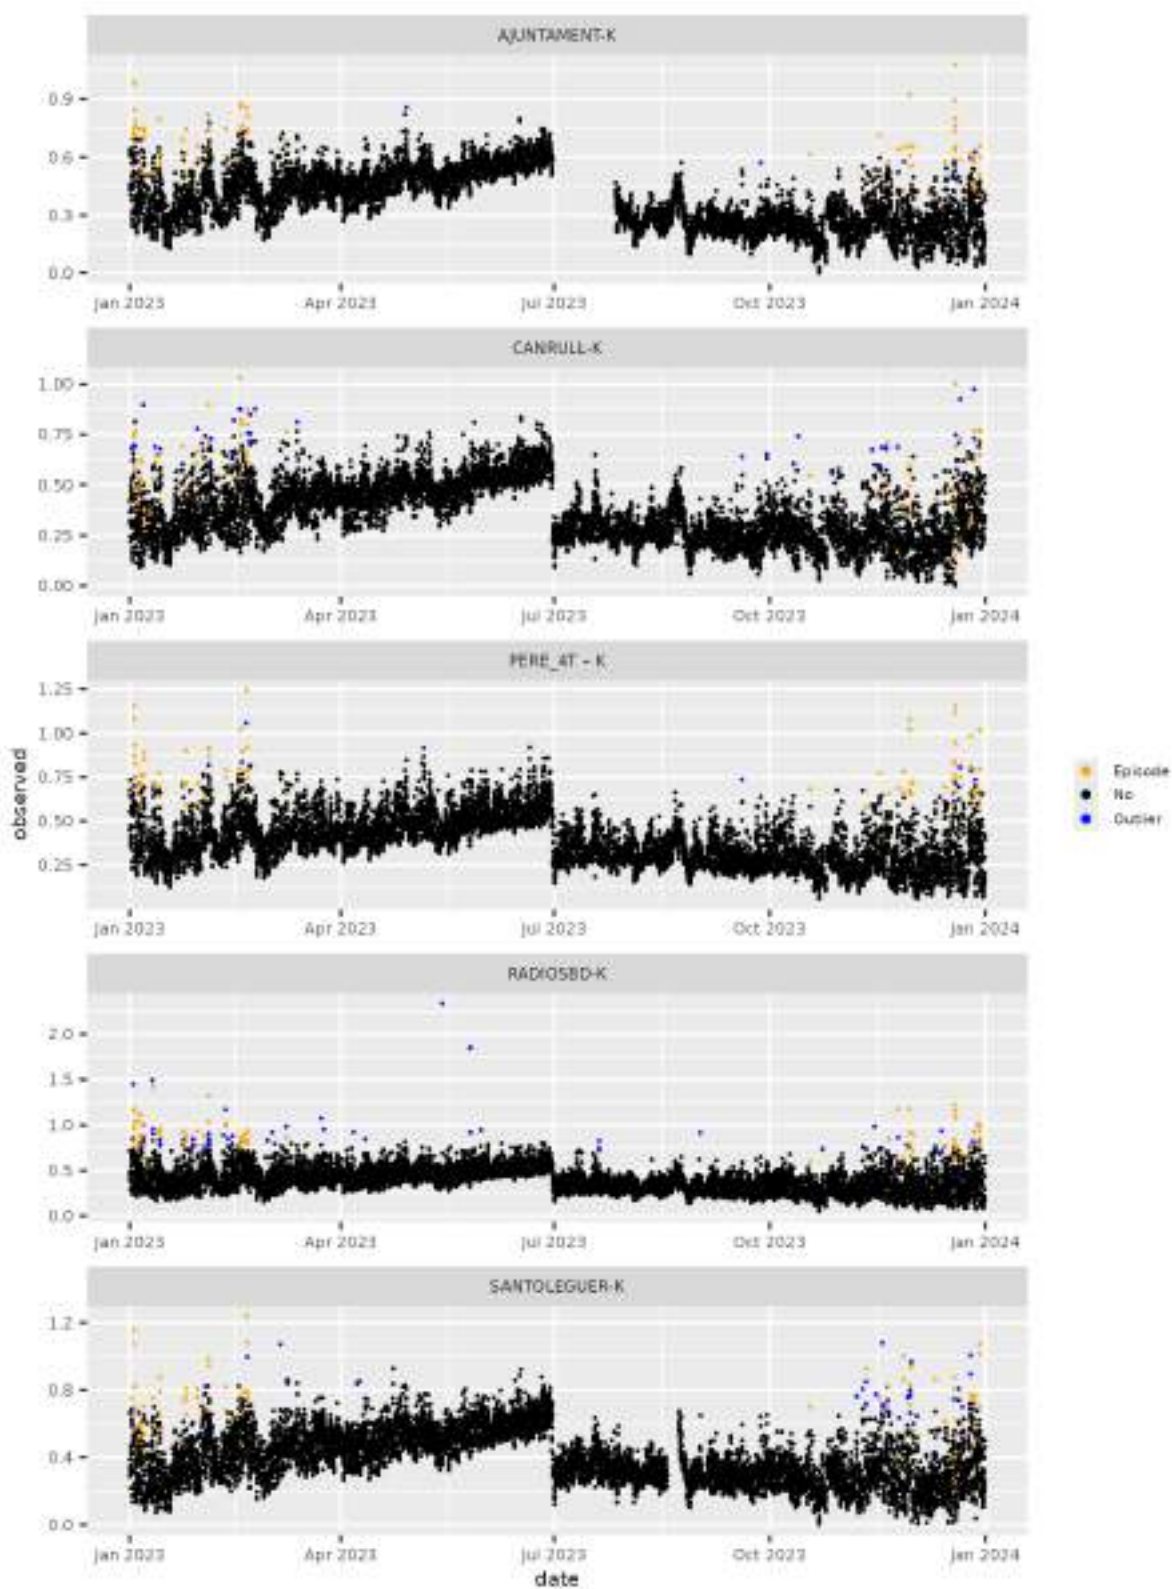 AJUNTAMENT-K
0.9
0.6
0.3
0.0
Jan 2023 Apr 2023 Jul 2023 Oct 2023 Jan 2024
CANRULL-K
1.00
0.75
0.50
0.25
0.00
Jan 2023 Apr 2023 Jul 2023 Oct 2023 Jan 2024
PERE_4T - K
1.25
1.00
0.75
0.50
0.25
Jan 2023 Apr 2023 Jul 2023 Oct 2023 Jan 2024
observed
Episode
No
Outlier
RADIOSBD-K
2.0
1.5
1.0
0.5
0.0
Jan 2023 Apr 2023 Jul 2023 Oct 2023 Jan 2024
SANTOLEGUER-K
1.2
0.8
0.4
0.0
Jan 2023 Apr 2023 Jul 2023 Oct 2023 Jan 2024
date